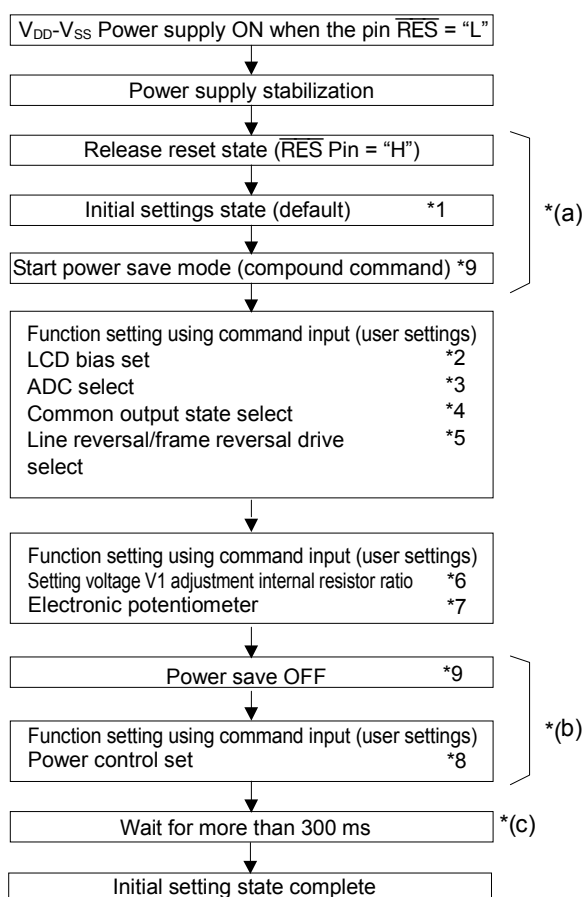 V_DD-V_SS Power supply ON when the pin R̅E̅S̅ = “L”
Power supply stabilization
Release reset state (R̅E̅S̅ Pin = “H”)
Initial settings state (default) *1
*(a)
Start power save mode (compound command) *9
Function setting using command input (user settings)
LCD bias set *2
ADC select *3
Common output state select *4
Line reversal/frame reversal drive *5
select
Function setting using command input (user settings)
Setting voltage V1 adjustment internal resistor ratio *6
Electronic potentiometer *7
Power save OFF *9
*(b)
Function setting using command input (user settings)
Power control set *8
Wait for more than 300 ms *(c)
Initial setting state complete